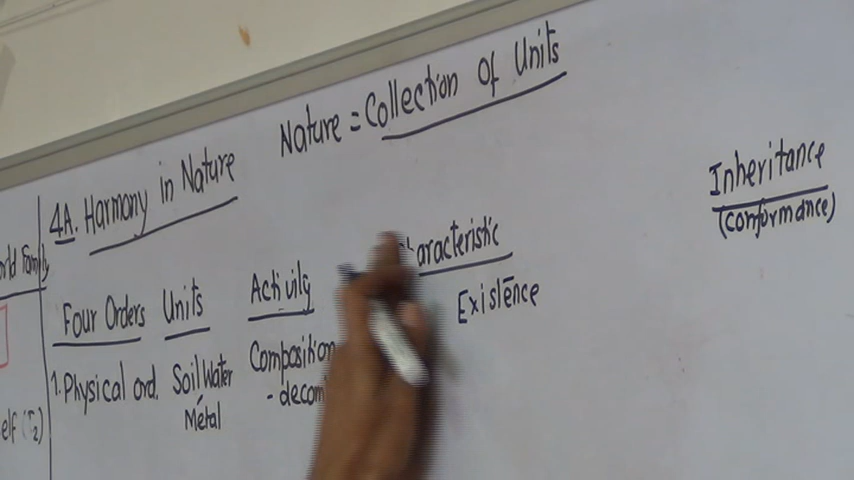 Nature = Collection Of Units
4A. Harmony in Nature
Inheritance
(conformance)
Four Orders Units Activity
Existence
1. Physical ord. Soil Water Composition
Metal